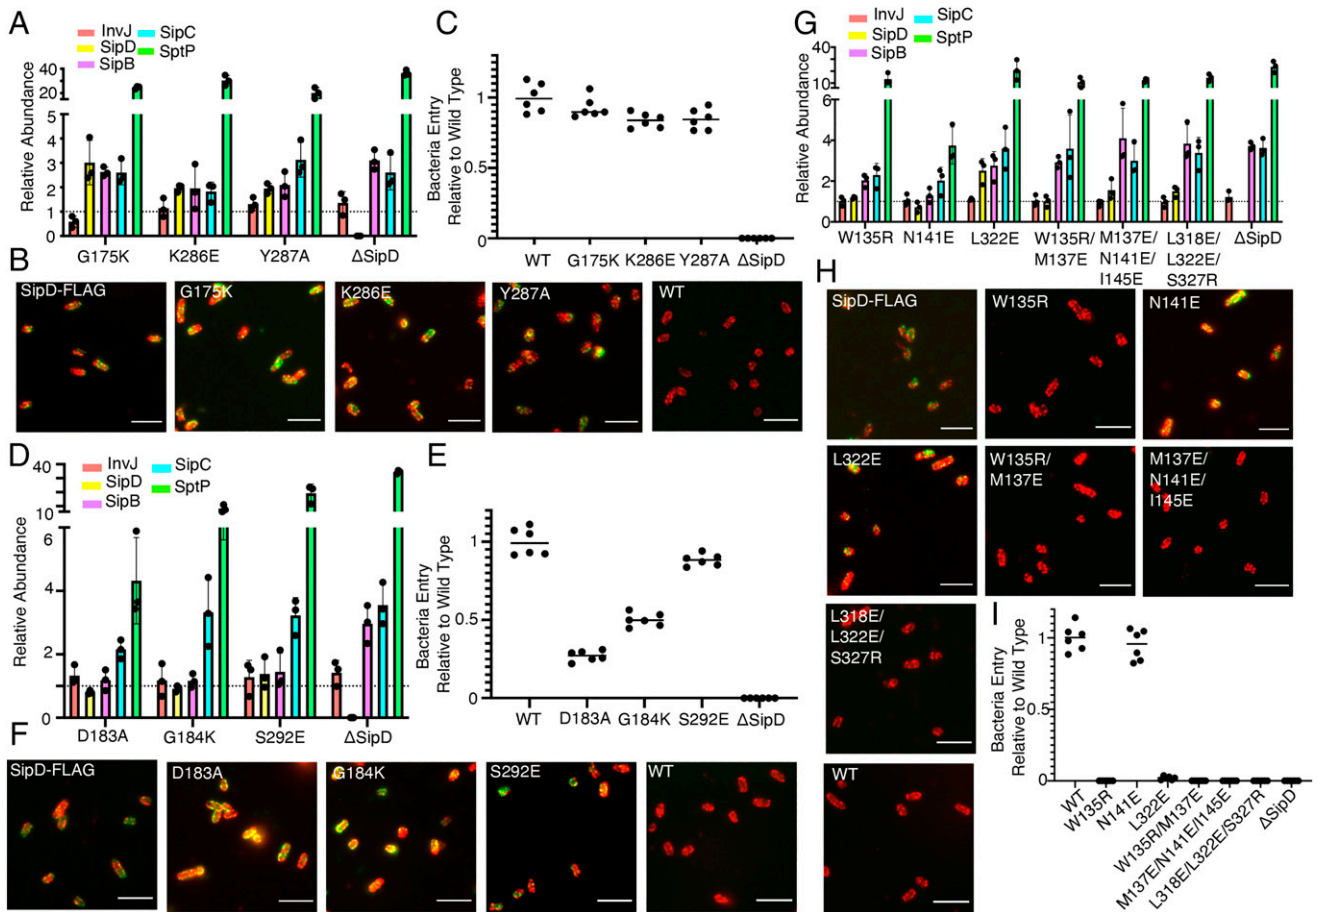 A
InvJ
SipC
SipD
SptP
SipB
Relative Abundance
40
20
5
4
3
2
1
0
G175K
K286E
Y287A
ΔSipD
B
SipD-FLAG
G175K
K286E
Y287A
WT
C
Bacteria Entry
Relative to Wild Type
1
0.5
0
WT
G175K
K286E
Y287A
ΔSipD
D
InvJ
SipC
SipD
SptP
SipB
Relative Abundance
40
10
6
4
2
0
D183A
G184K
S292E
ΔSipD
E
Bacteria Entry
Relative to Wild Type
1
0.5
0
WT
D183A
G184K
S292E
ΔSipD
F
SipD-FLAG
D183A
G184K
S292E
WT
G
InvJ
SipC
SipD
SptP
SipB
Relative Abundance
40
10
6
4
2
0
W135R
N141E
L322E
W135R/
M137E
M137E/
N141E/
I145E
L318E/
L322E/
S327R
ΔSipD
H
SipD-FLAG
W135R
N141E
L322E
W135R/
M137E
M137E/
N141E/
I145E
L318E/
L322E/
S327R
WT
I
Bacteria Entry
Relative to Wild Type
1
0.5
0
WT
W135R
N141E
L322E
W135R/M137E
M137E/N141E/I145E
L318E/L322E/S327R
ΔSipD